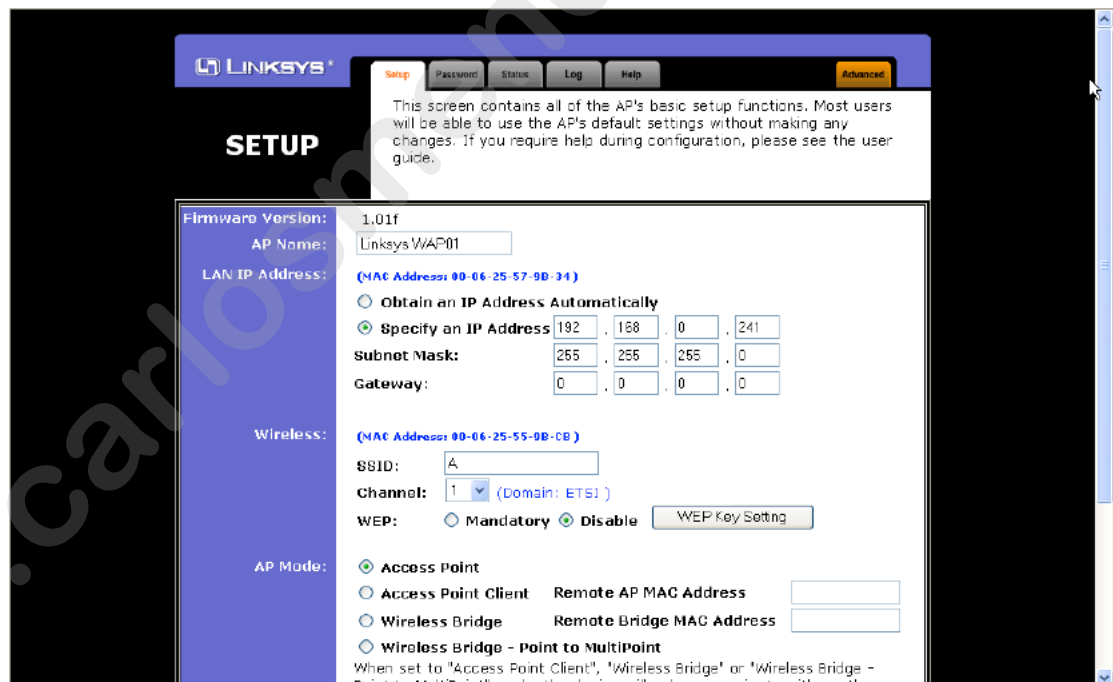 LINKSYS®
Setup Password Status Log Help Advanced
SETUP
This screen contains all of the AP's basic setup functions. Most users
will be able to use the AP's default settings without making any
changes. If you require help during configuration, please see the user
guide.
Firmware Version: 1.01f
AP Name: Linksys WAP01
LAN IP Address: (MAC Address: 00-06-25-57-9B-34)
Obtain an IP Address Automatically
Specify an IP Address 192 . 168 . 0 . 241
Subnet Mask: 255 . 255 . 255 . 0
Gateway: 0 . 0 . 0 . 0
Wireless: (MAC Address: 00-06-25-55-9B-CB)
SSID: A
Channel: 1 (Domain: ETSI)
WEP: Mandatory Disable WEP Key Setting
AP Mode: Access Point
Access Point Client Remote AP MAC Address
Wireless Bridge Remote Bridge MAC Address
Wireless Bridge - Point to MultiPoint
When set to "Access Point Client", "Wireless Bridge" or "Wireless Bridge -
.carlosmen